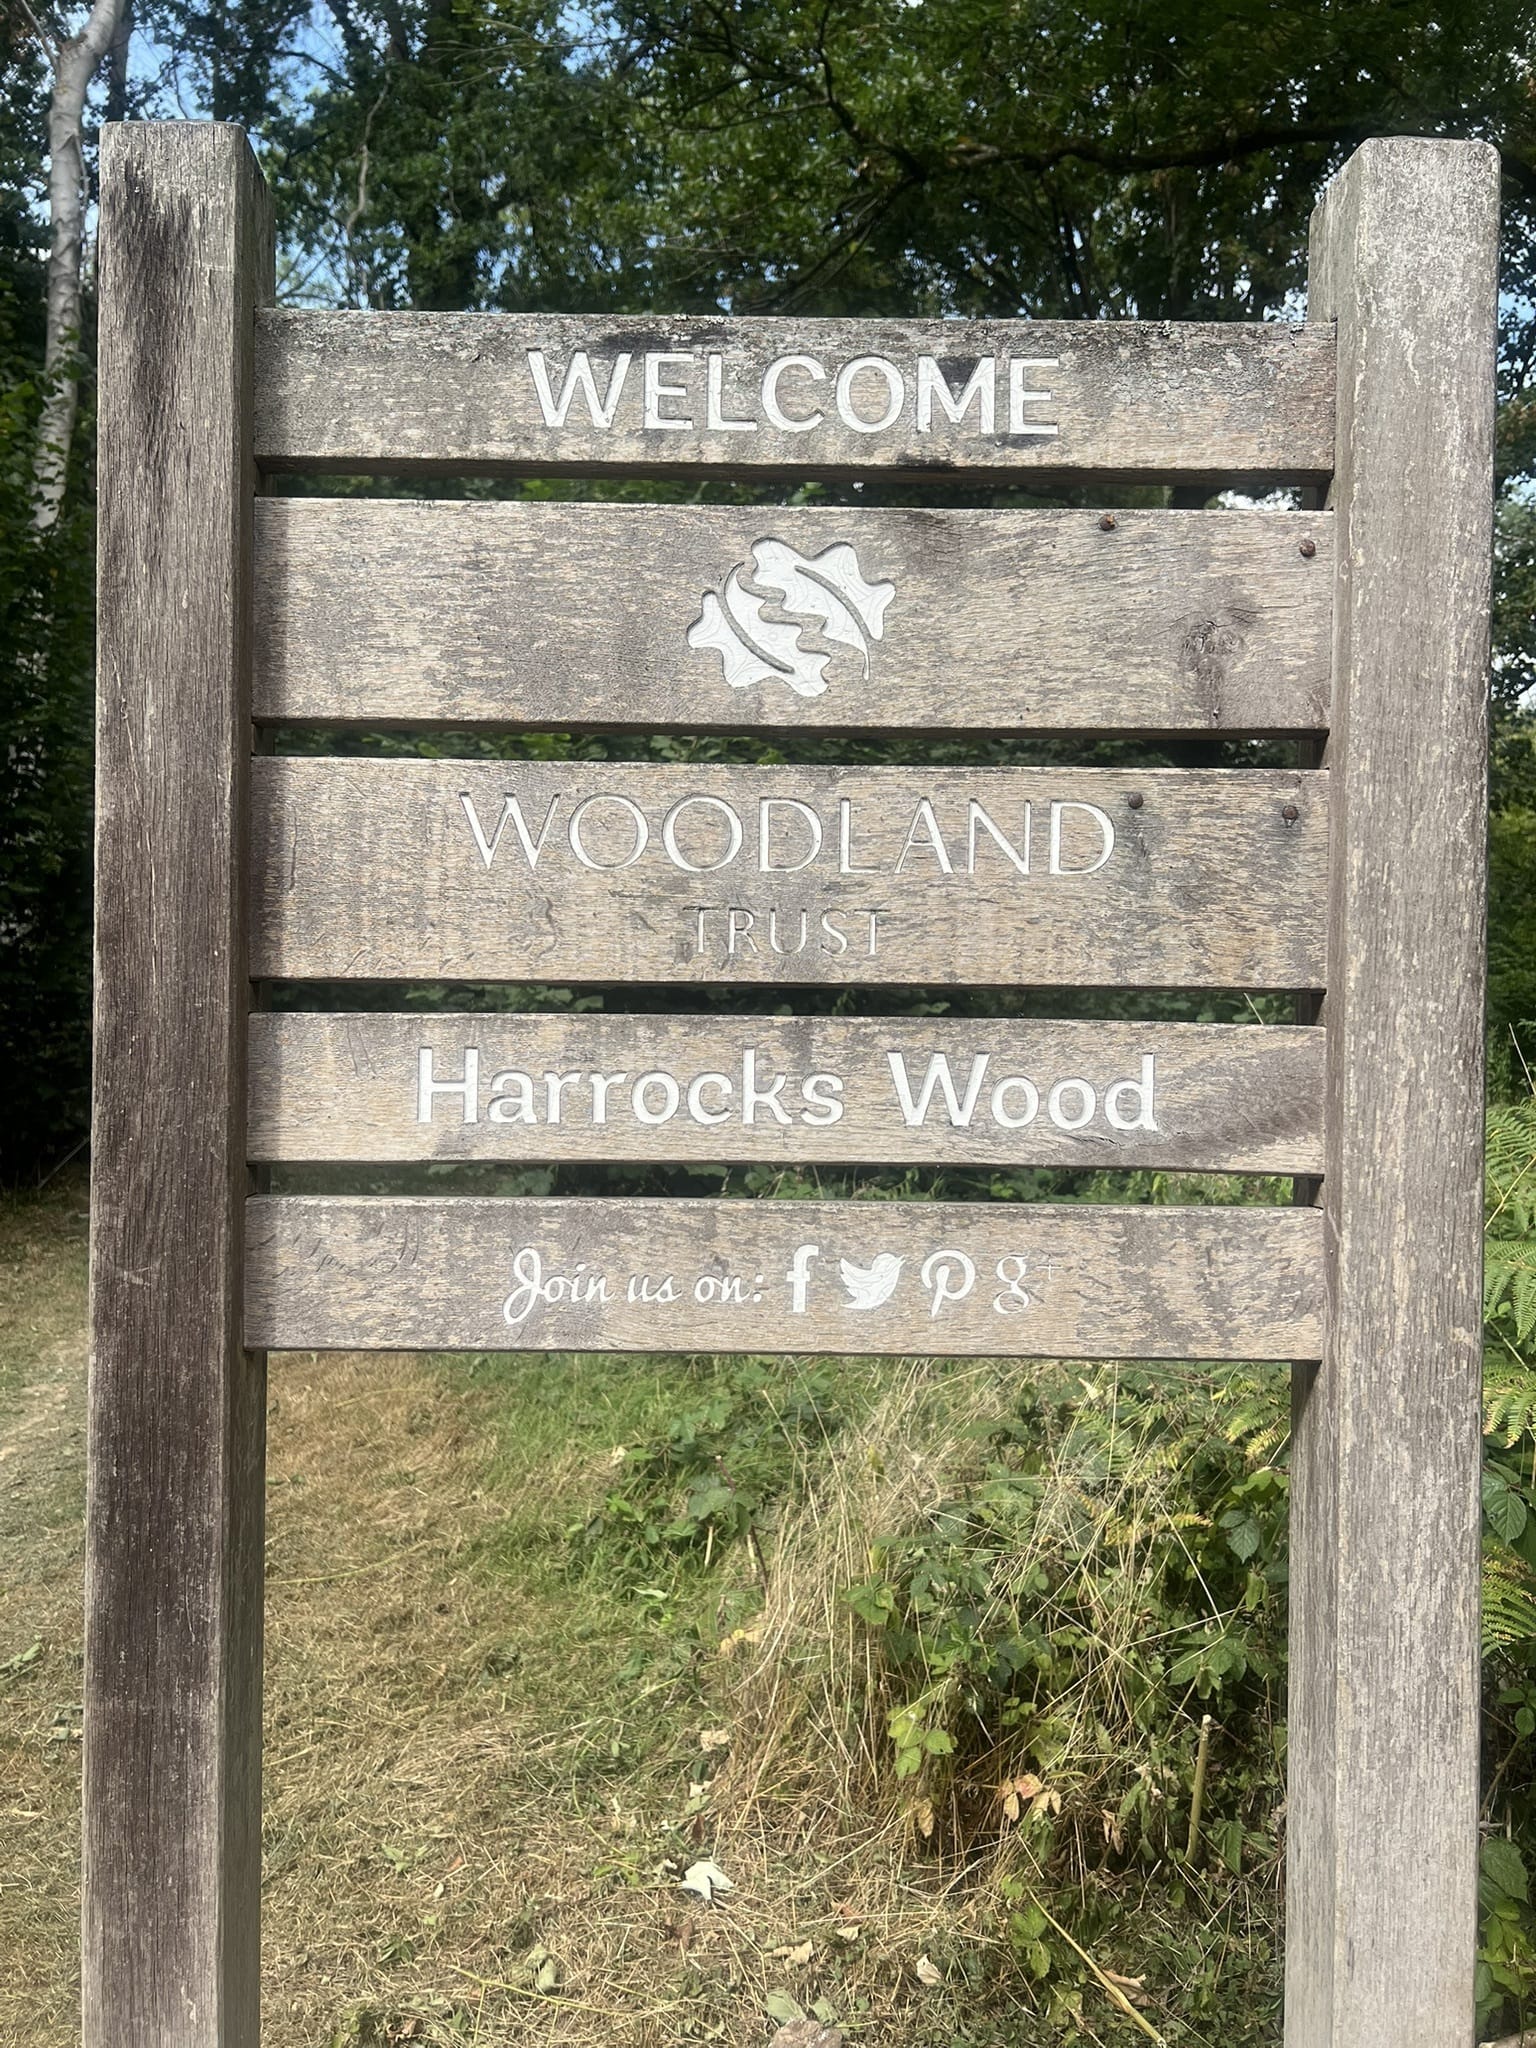 WELCOME
WOODLAND
TRUST
Harrocks Wood
Join us on: f g+